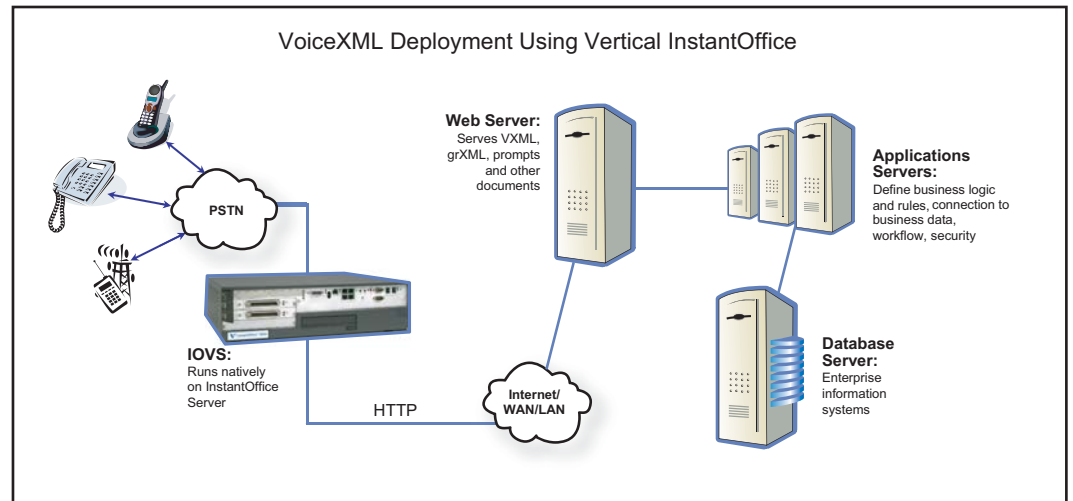 VoiceXML Deployment Using Vertical InstantOffice
PSTN
IOVS:
Runs natively
on InstantOffice
Server
HTTP
Internet/
WAN/LAN
Web Server:
Serves VXML,
grXML, prompts
and other
documents
Applications
Servers:
Define business logic
and rules, connection to
business data,
workflow, security
Database
Server:
Enterprise
information
systems